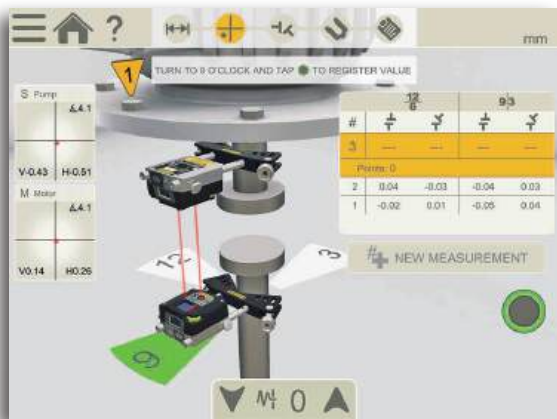 ?
mm
1
TURN TO 9 O'CLOCK AND TAP TO REGISTER VALUE
S Pump
∡4.1
V-0.43 H-0.51
M Motor
∡4.1
V0.14 H0.26
12
6
9|3
#
3 --- --- --- ---
Points: 0
2 0.04 -0.03 -0.04 0.03
1 -0.02 0.01 -0.05 0.04
NEW MEASUREMENT
12
3
9
0